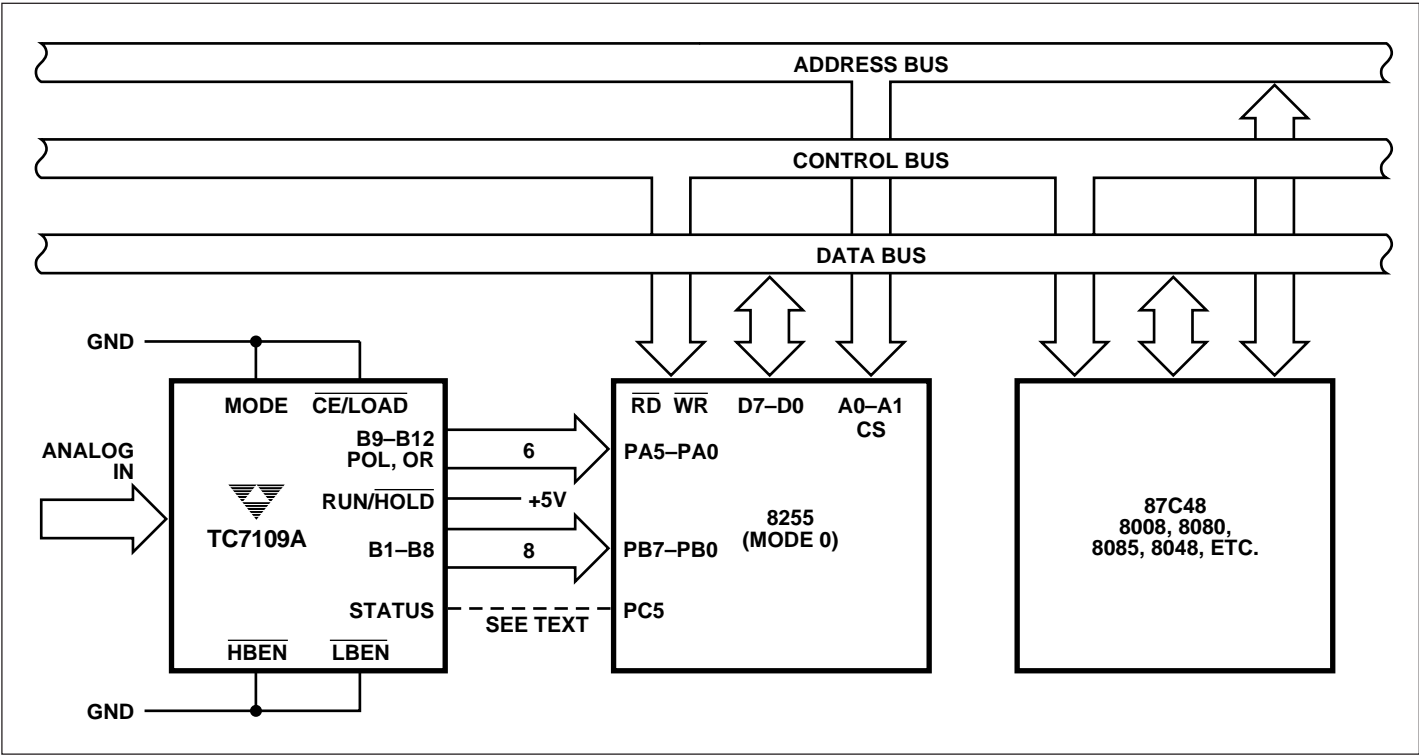 ADDRESS BUS
CONTROL BUS
DATA BUS
GND
MODE CE/LOAD
RD WR D7–D0 A0–A1
CS
B9–B12
POL, OR
6
PA5–PA0
ANALOG
IN
RUN/HOLD
+5V
TC7109A
8255
(MODE 0)
87C48
8008, 8080,
8085, 8048, ETC.
B1–B8
8
PB7–PB0
STATUS
SEE TEXT
PC5
HBEN LBEN
GND